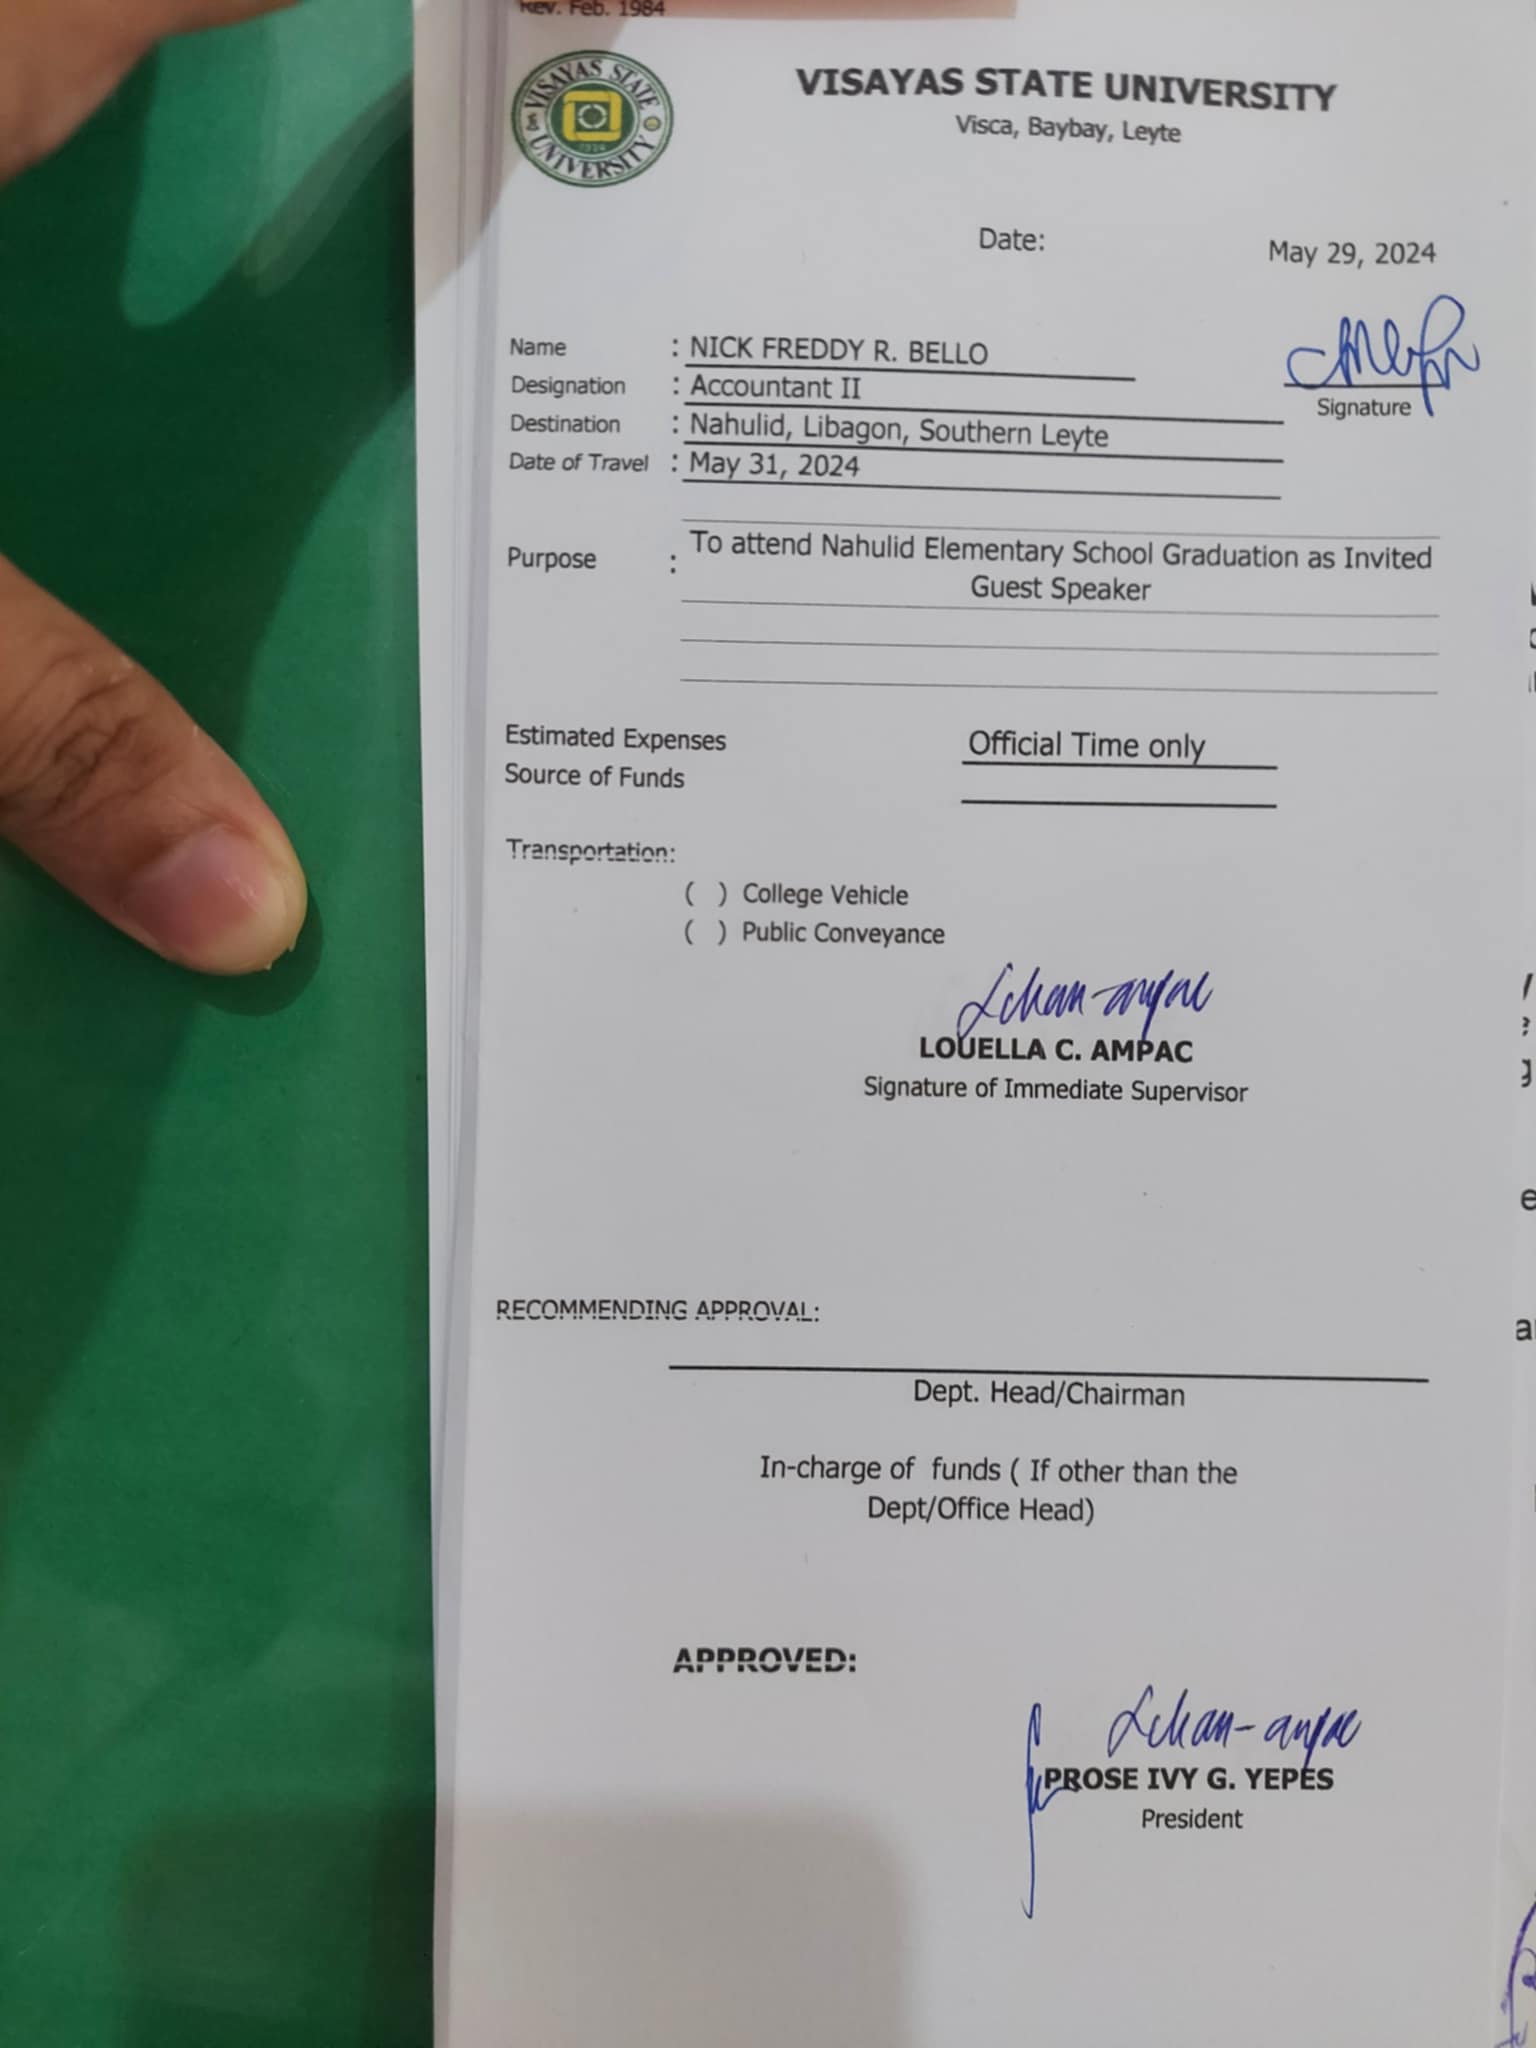 Rev. Feb. 1984
VISAYAS STATE UNIVERSITY
1924
VISAYAS STATE UNIVERSITY
Visca, Baybay, Leyte
Date: May 29, 2024
Name : NICK FREDDY R. BELLO
Designation : Accountant II
Signature
Destination : Nahulid, Libagon, Southern Leyte
Date of Travel : May 31, 2024
Purpose : To attend Nahulid Elementary School Graduation as Invited
Guest Speaker
Estimated Expenses Official Time only
Source of Funds
Transportation:
( ) College Vehicle
( ) Public Conveyance
LOUELLA C. AMPAC
Signature of Immediate Supervisor
RECOMMENDING APPROVAL:
Dept. Head/Chairman
In-charge of funds ( If other than the
Dept/Office Head)
APPROVED:
PROSE IVY G. YEPES
President